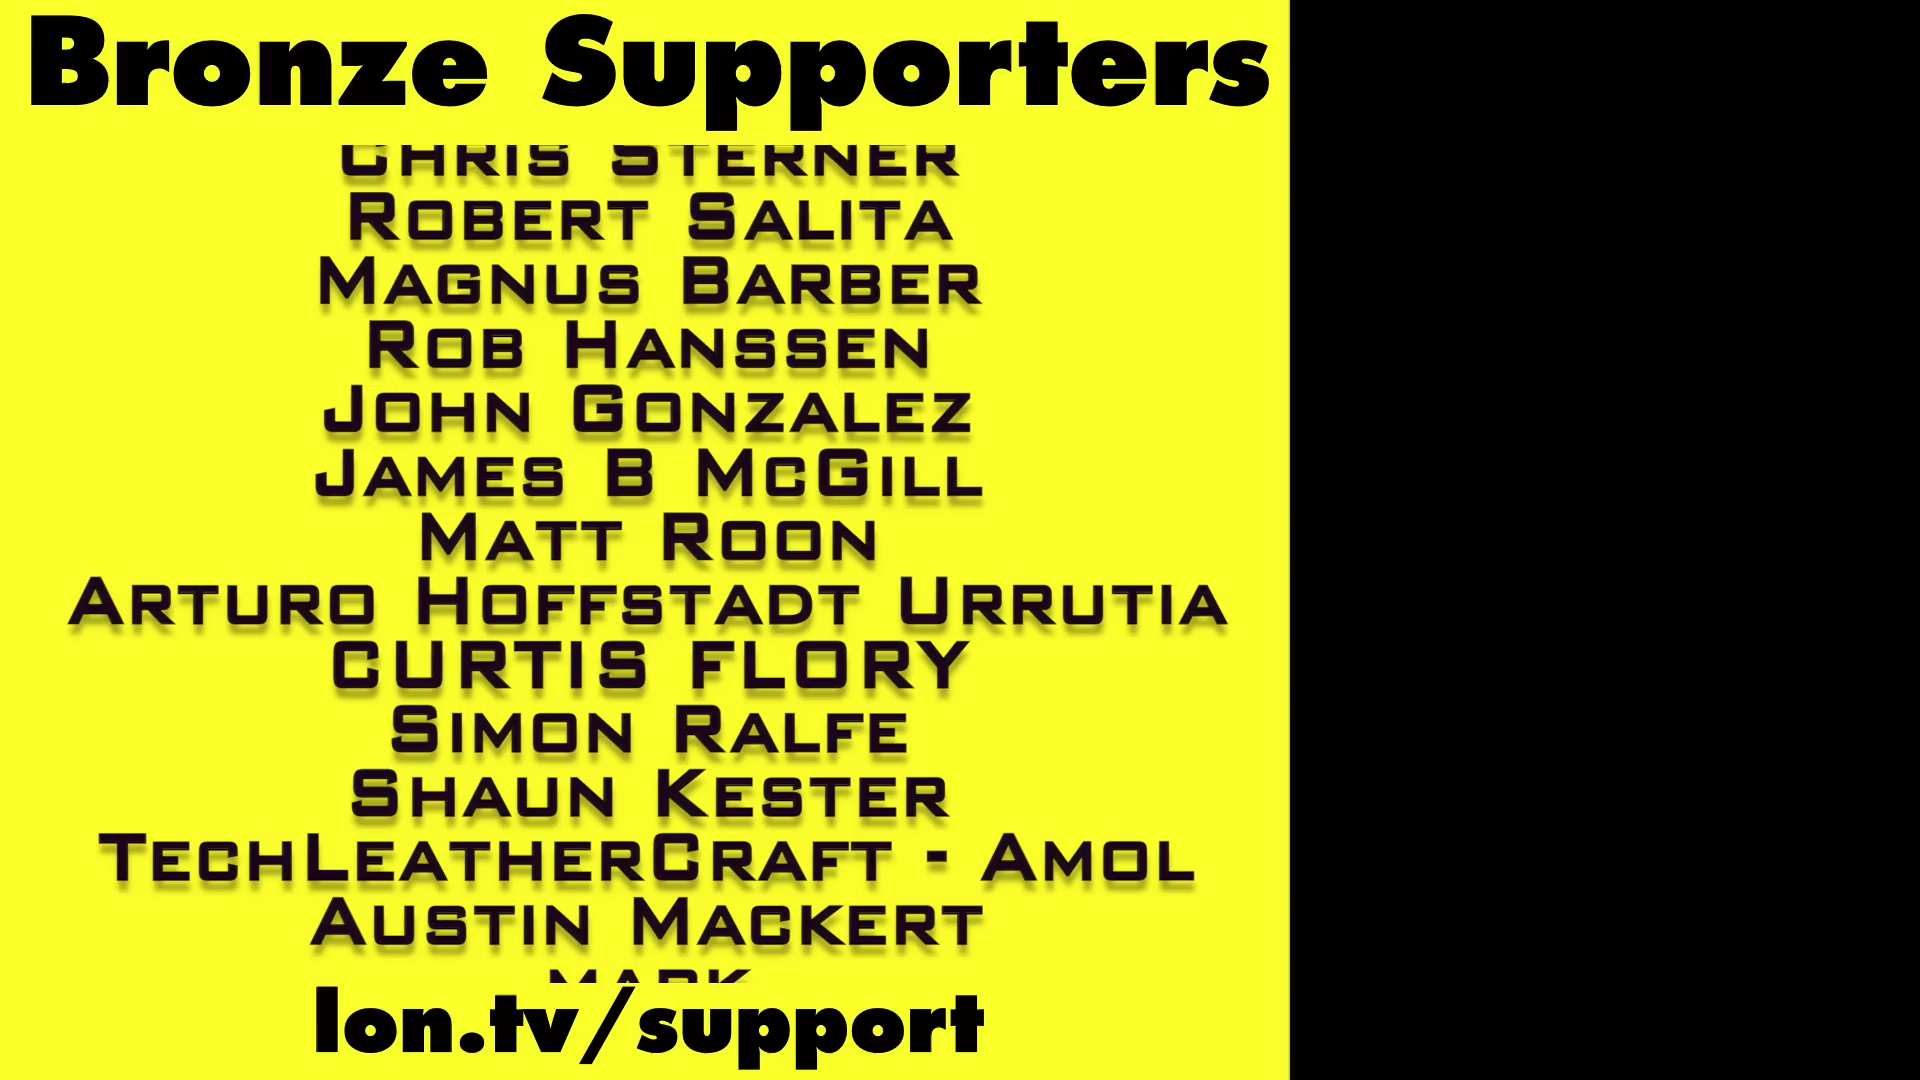 Bronze Supporters
Chris Sterner
Robert Salita
Magnus Barber
Rob Hanssen
John Gonzalez
James B McGill
Matt Roon
Arturo Hoffstadt Urrutia
CURTIS FLORY
Simon Ralfe
Shaun Kester
TechLeatherCraft - Amol
Austin Mackert
mark
lon.tv/support